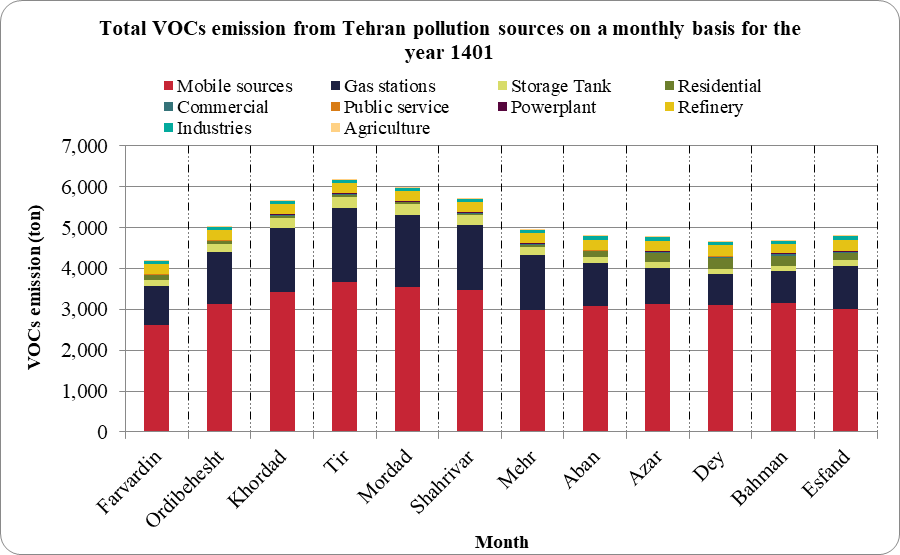 Total VOCs emission from Tehran pollution sources on a monthly basis for the
year 1401
Mobile sources Gas stations Storage Tank Residential
Commercial Public service Powerplant Refinery
Industries Agriculture
7,000
6,000
5,000
4,000
3,000
2,000
1,000
0
VOCs emission (ton)
Farvardin Ordibehesht Khordad Tir Mordad Shahrivar Mehr Aban Azar Dey Bahman Esfand
Month